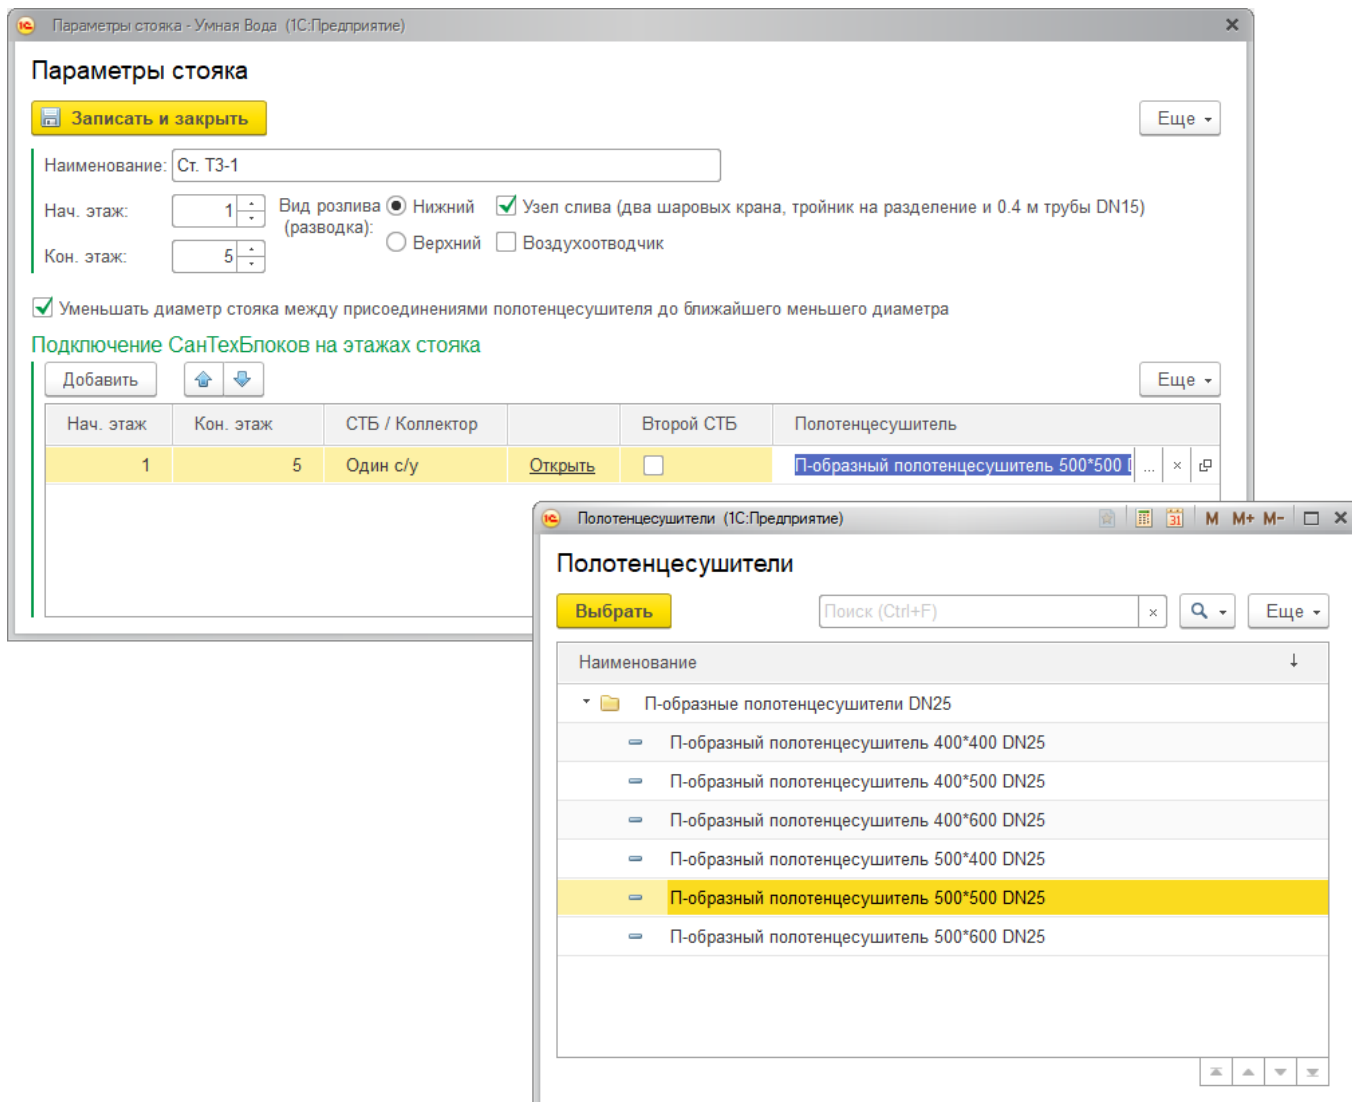 Параметры стояка - Умная Вода (1С:Предприятие)
Параметры стояка
Записать и закрыть
Еще
Наименование: Ст. Т3-1
Нач. этаж: 1
Вид розлива (разводка):
Нижний
Узел слива (два шаровых крана, тройник на разделение и 0.4 м трубы DN15)
Кон. этаж: 5
Верхний
Воздухоотводчик
Уменьшать диаметр стояка между присоединениями полотенцесушителя до ближайшего меньшего диаметра
Подключение СанТехБлоков на этажах стояка
Добавить
Еще
Нач. этаж Кон. этаж СТБ / Коллектор Второй СТБ Полотенцесушитель
1 5 Один с/у Открыть П-образный полотенцесушитель 500*500 ...
Полотенцесушители (1С:Предприятие)
31 M M+ M-
Полотенцесушители
Выбрать
Поиск (Ctrl+F)
Еще
Наименование
П-образные полотенцесушители DN25
П-образный полотенцесушитель 400*400 DN25
П-образный полотенцесушитель 400*500 DN25
П-образный полотенцесушитель 400*600 DN25
П-образный полотенцесушитель 500*400 DN25
П-образный полотенцесушитель 500*500 DN25
П-образный полотенцесушитель 500*600 DN25